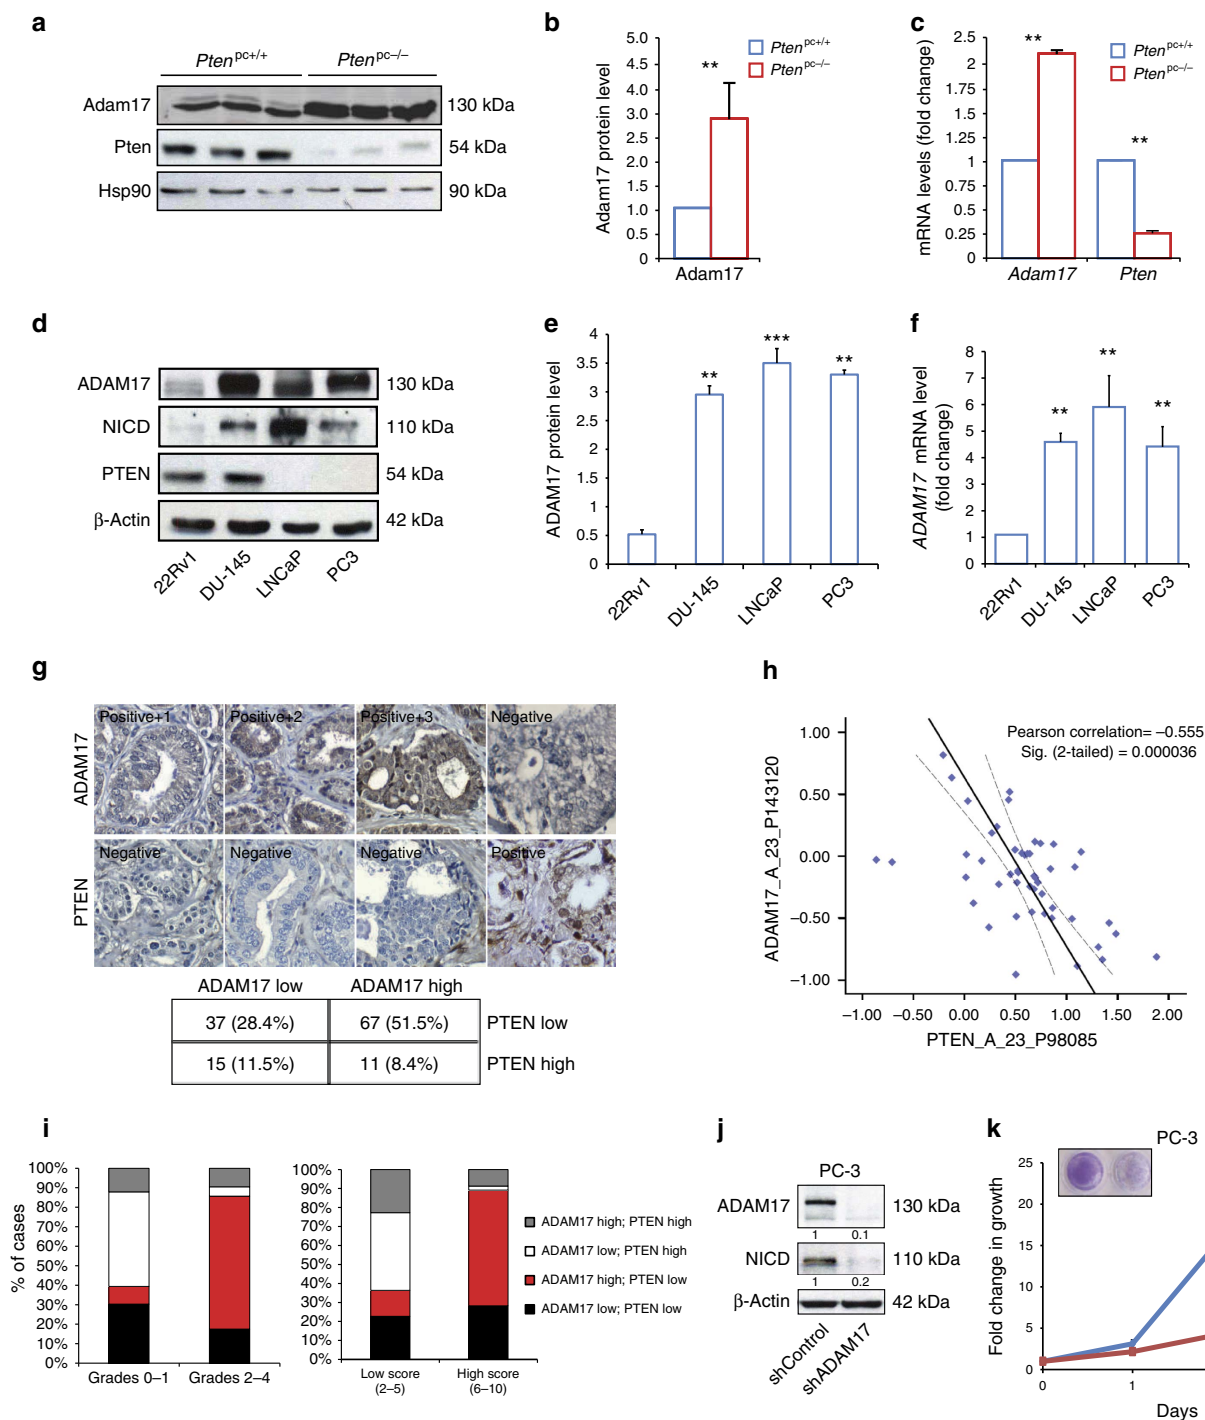 a
Pten pc+/+
Pten pc−/−
Adam17
130 kDa
Pten
54 kDa
Hsp90
90 kDa
b
5.0
4.5
4.0
3.5
3.0
2.5
2.0
1.5
1.0
0.5
0
Adam17 protein level
**
Pten pc+/+
Pten pc−/−
Adam17
c
2.5
2.25
2
1.75
1.5
1.25
1
0.75
0.5
0.25
0
mRNA levels (fold change)
**
**
Pten pc+/+
Pten pc−/−
Adam17
Pten
d
ADAM17
130 kDa
NICD
110 kDa
PTEN
54 kDa
β-Actin
42 kDa
22Rv1
DU-145
LNCaP
PC3
e
4
3.5
3
2.5
2
1.5
1
0.5
0
ADAM17 protein level
**
***
**
22Rv1
DU-145
LNCaP
PC3
f
8
7
6
5
4
3
2
1
0
ADAM17 mRNA level
(fold change)
**
**
**
22Rv1
DU-145
LNCaP
PC3
g
ADAM17
Positive+1
Positive+2
Positive+3
Negative
PTEN
Negative
Negative
Negative
Positive
ADAM17 low
ADAM17 high
37 (28.4%)
67 (51.5%)
PTEN low
15 (11.5%)
11 (8.4%)
PTEN high
h
Pearson correlation= −0.555
Sig. (2-tailed) = 0.000036
1.00
0.50
0.00
−0.50
−1.00
ADAM17_A_23_P143120
−1.00
−0.50
0.00
0.50
1.00
1.50
2.00
PTEN_A_23_P98085
i
% of cases
100%
90%
80%
70%
60%
50%
40%
30%
20%
10%
0%
Grades 0–1
Grades 2–4
100%
90%
80%
70%
60%
50%
40%
30%
20%
10%
0%
Low score
(2–5)
High score
(6–10)
ADAM17 high; PTEN high
ADAM17 low; PTEN high
ADAM17 high; PTEN low
ADAM17 low; PTEN low
j
PC-3
ADAM17
130 kDa
1
0.1
NICD
110 kDa
1
0.2
β-Actin
42 kDa
shControl
shADAM17
k
PC-3
25
20
15
10
5
0
Fold change in growth
0
1
Days